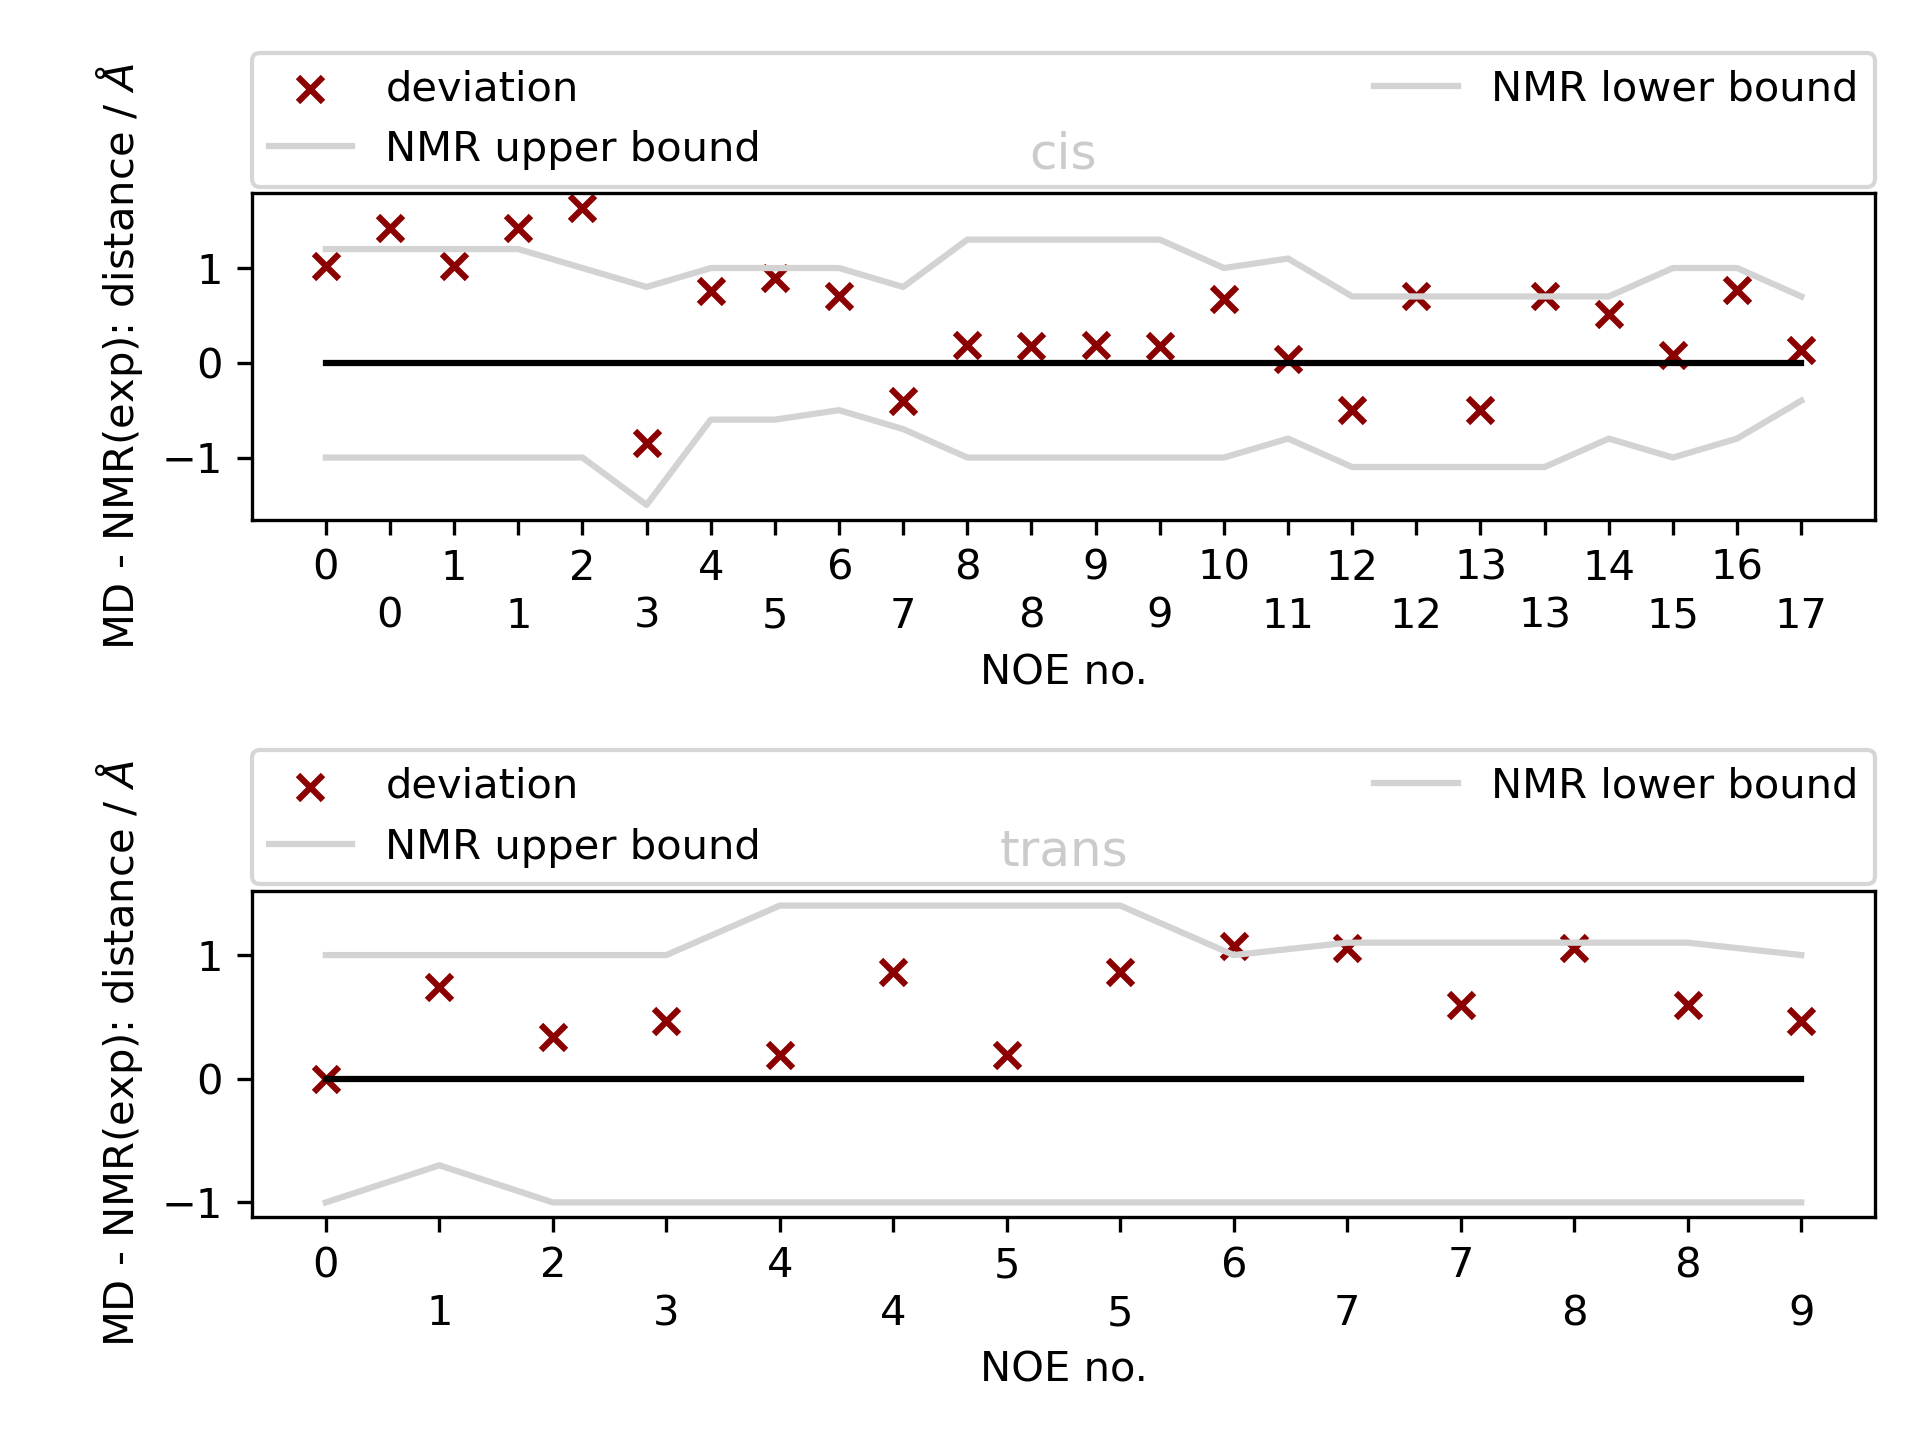 MD - NMR(exp): distance / Å
deviation
NMR upper bound
NMR lower bound
cis
1
0
−1
0 1 2 4 6 8 9 10 12 13 14 16
0 1 3 5 7 8 9 11 12 13 15 17
NOE no.
MD - NMR(exp): distance / Å
deviation
NMR upper bound
NMR lower bound
trans
1
0
−1
0 2 4 5 6 7 8
1 3 4 5 7 8 9
NOE no.